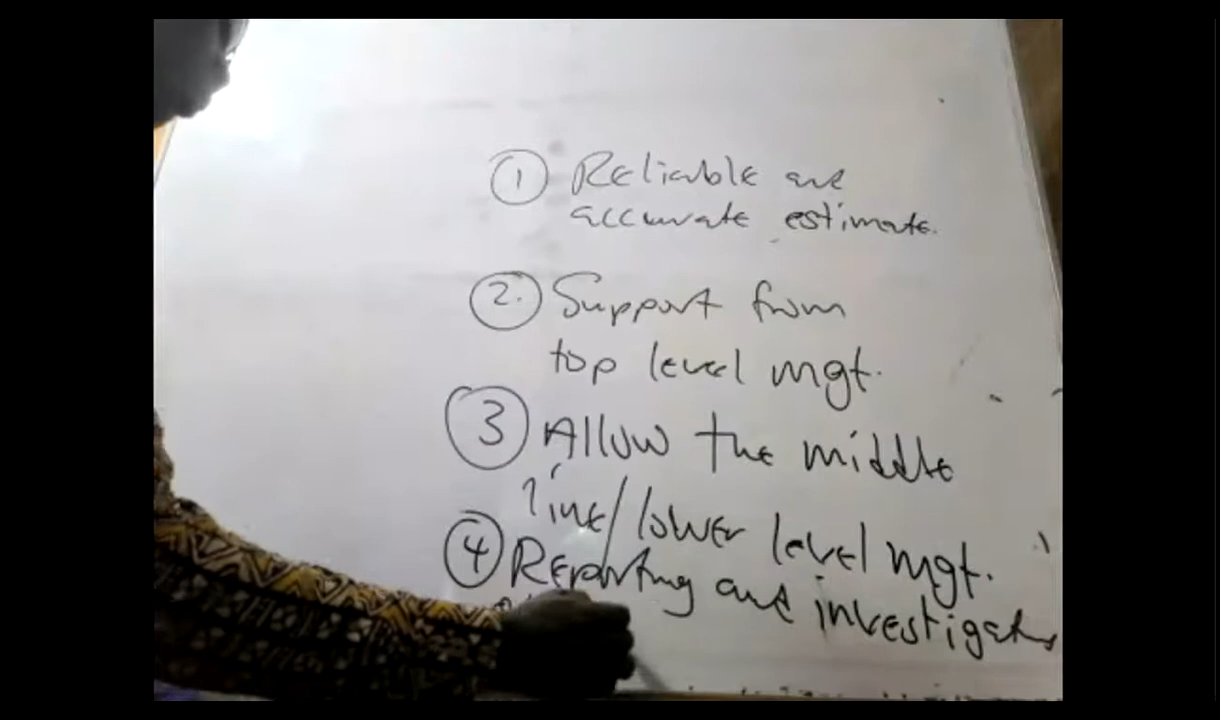 ① Reliable and
accurate estimate.
② Support from
top level mgt.
③ Allow the middle
line/lower level mgt.
④ Reporting and investigating